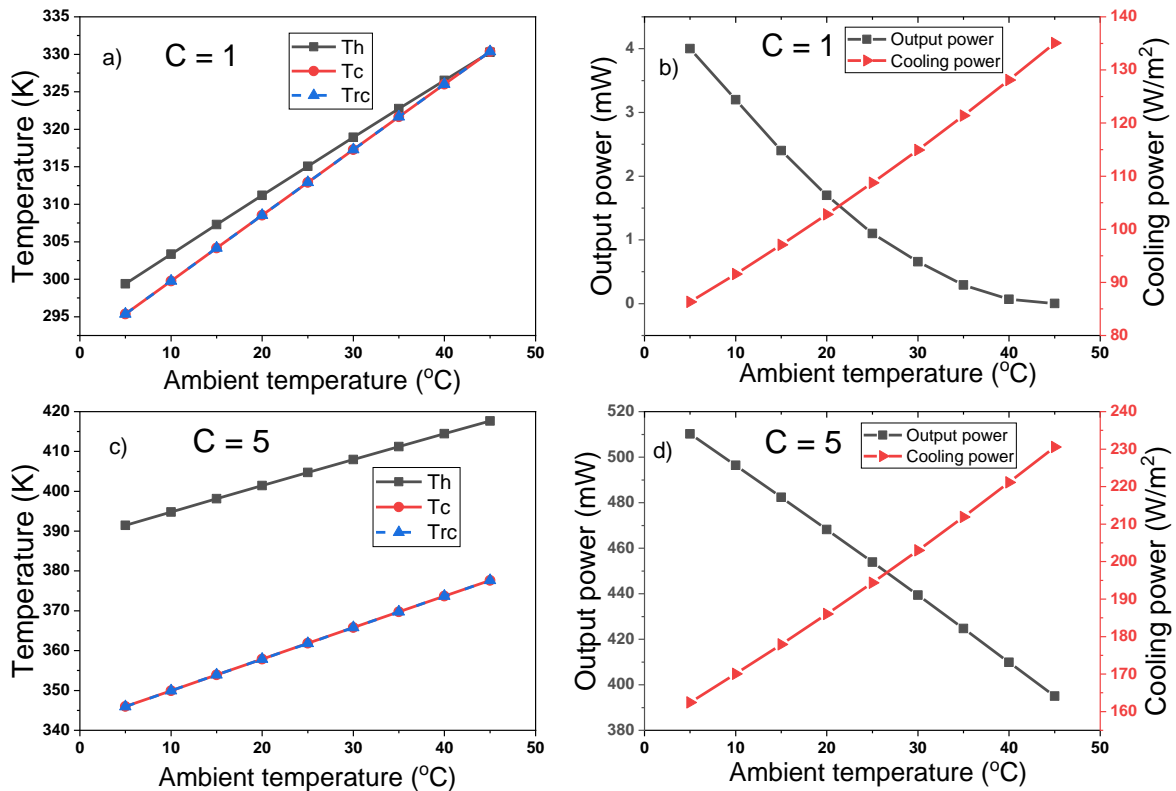 a)
C = 1
Th
Tc
Trc
Temperature (K)
330
325
320
315
310
305
300
295
0 10 20 30 40 50
Ambient temperature (°C)
b)
C = 1
Output power
Cooling power
Output power (mW)
4
3
2
1
0
Cooling power (W/m²)
140
130
120
110
100
90
80
0 10 20 30 40 50
Ambient temperature (°C)
c)
C = 5
Th
Tc
Trc
Temperature (K)
420
410
400
390
380
370
360
350
340
0 10 20 30 40 50
Ambient temperature (°C)
d)
C = 5
Output power
Cooling power
Output power (mW)
520
500
480
460
440
420
400
380
Cooling power (W/m²)
240
230
220
210
200
190
180
170
160
0 10 20 30 40 50
Ambient temperature (°C)